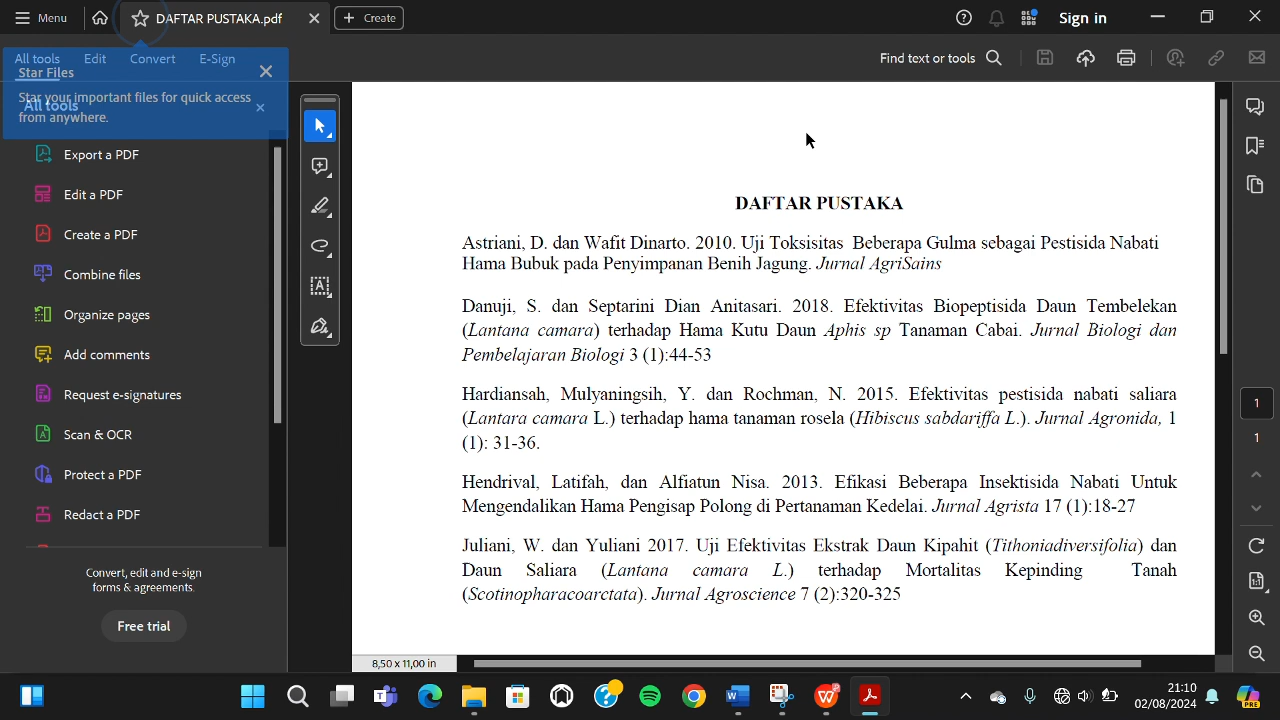 Menu
DAFTAR PUSTAKA.pdf
Create
Sign in
All tools Edit Convert E-Sign
Find text or tools
Star Files
Star your important files for quick access
from anywhere.
All tools
Export a PDF
Edit a PDF
Create a PDF
Combine files
Organize pages
Add comments
Request e-signatures
Scan & OCR
Protect a PDF
Redact a PDF
Convert, edit and e-sign
forms & agreements.
Free trial
DAFTAR PUSTAKA
Astriani, D. dan Wafit Dinarto. 2010. Uji Toksisitas Beberapa Gulma sebagai Pestisida Nabati
Hama Bubuk pada Penyimpanan Benih Jagung. Jurnal AgriSains
Danuji, S. dan Septarini Dian Anitasari. 2018. Efektivitas Biopeptisida Daun Tembelekan
(Lantana camara) terhadap Hama Kutu Daun Aphis sp Tanaman Cabai. Jurnal Biologi dan
Pembelajaran Biologi 3 (1):44-53
Hardiansah, Mulyaningsih, Y. dan Rochman, N. 2015. Efektivitas pestisida nabati saliara
(Lantara camara L.) terhadap hama tanaman rosela (Hibiscus sabdariffa L.). Jurnal Agronida, 1
(1): 31-36.
Hendrival, Latifah, dan Alfiatun Nisa. 2013. Efikasi Beberapa Insektisida Nabati Untuk
Mengendalikan Hama Pengisap Polong di Pertanaman Kedelai. Jurnal Agrista 17 (1):18-27
Juliani, W. dan Yuliani 2017. Uji Efektivitas Ekstrak Daun Kipahit (Tithoniadiversifolia) dan
Daun Saliara (Lantana camara L.) terhadap Mortalitas Kepinding Tanah
(Scotinopharacoarctata). Jurnal Agroscience 7 (2):320-325
8,50 x 11,00 in
1
1
21:10
02/08/2024
PRE